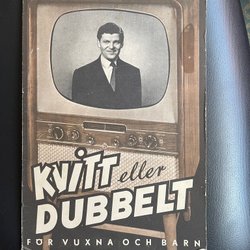 KVITT eller
DUBBELT
FÖR VUXNA OCH BARN